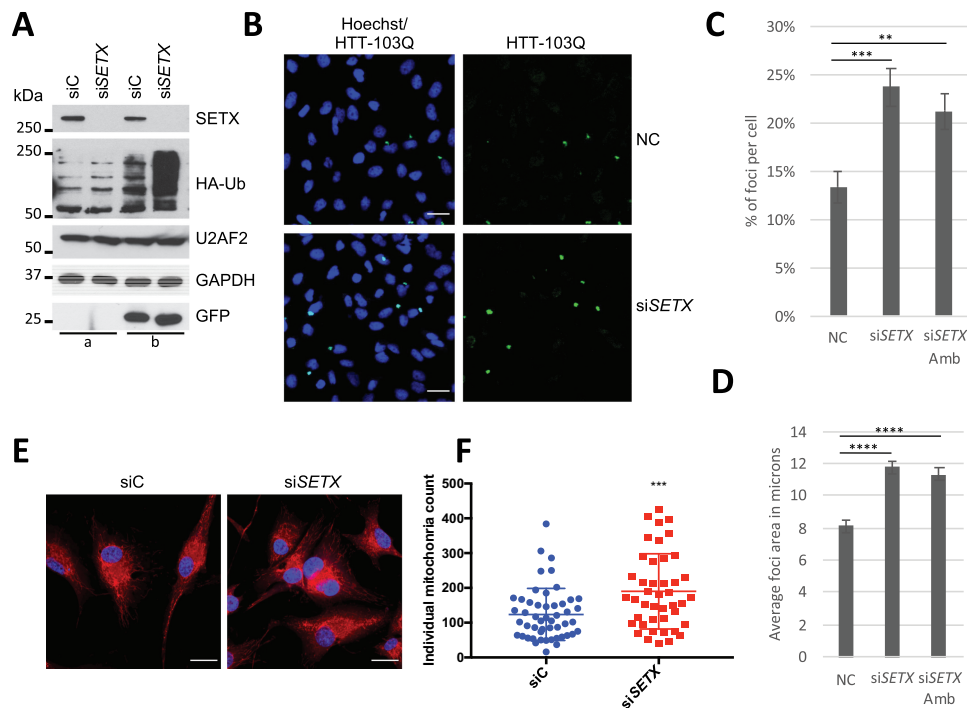 A
siC
siSETX
siC
siSETX
kDa
250
SETX
250
HA-Ub
50
50
U2AF2
37
GAPDH
25
GFP
a
b
B
Hoechst/
HTT-103Q
HTT-103Q
NC
siSETX
C
% of foci per cell
30%
25%
20%
15%
10%
5%
0%
***
**
NC
siSETX
siSETX
Amb
D
Average foci area in microns
14
12
10
8
6
4
2
0
****
****
NC
siSETX
siSETX
Amb
E
siC
siSETX
F
Individual mitochonria count
500
400
300
200
100
0
***
siC
siSETX